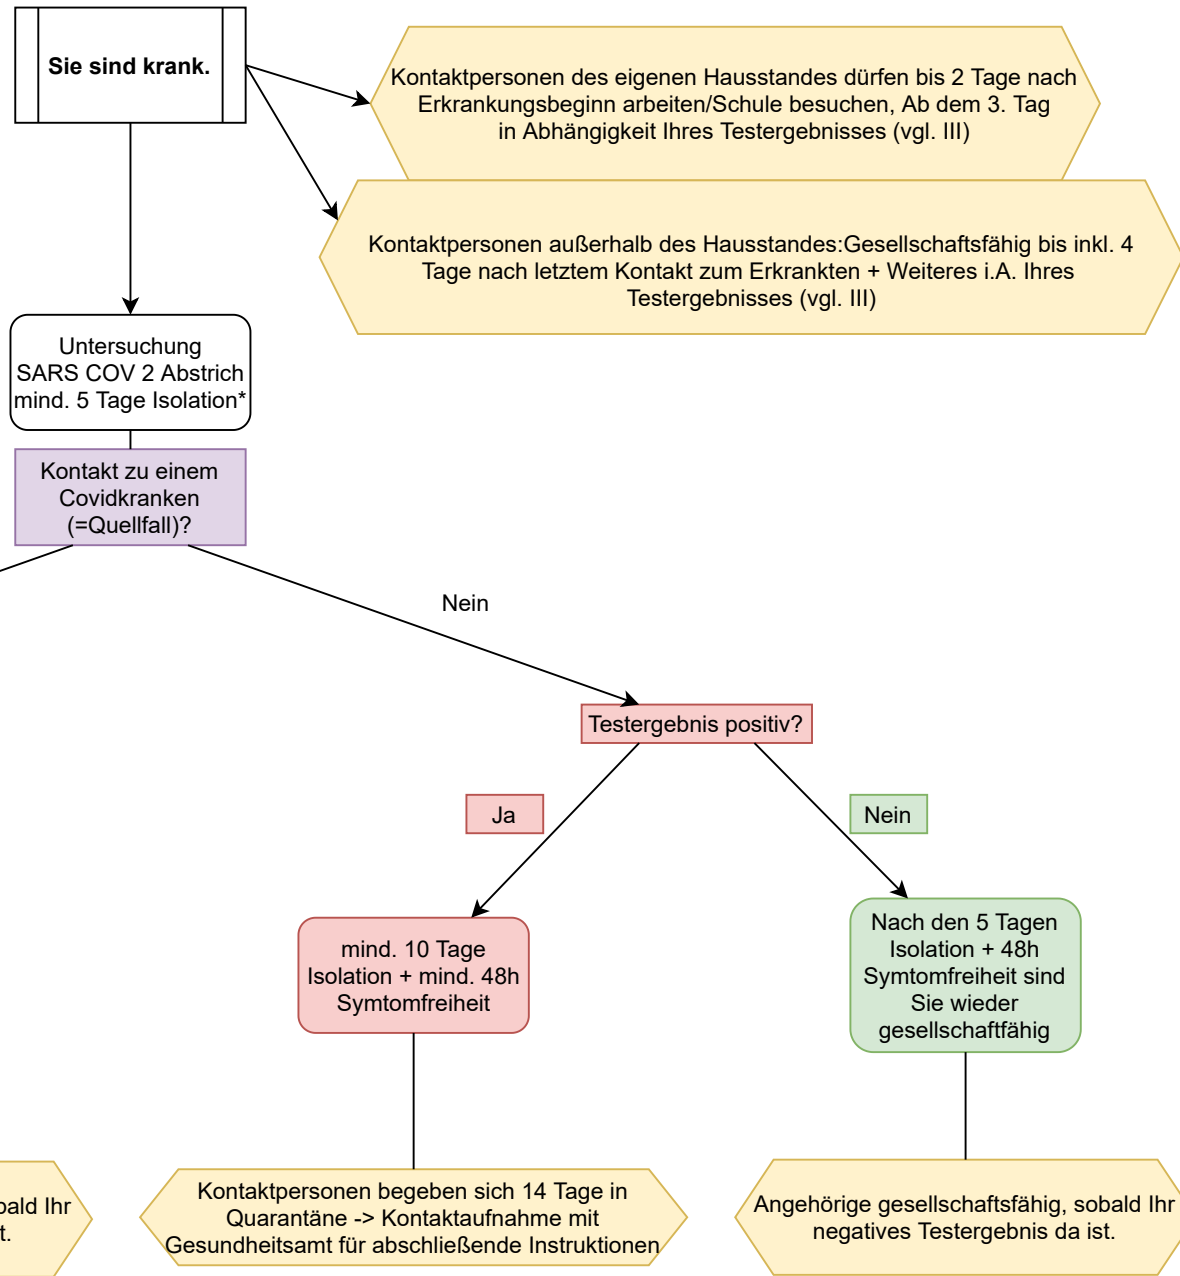 Sie sind krank.
Kontaktpersonen des eigenen Hausstandes dürfen bis 2 Tage nach
Erkrankungsbeginn arbeiten/Schule besuchen, Ab dem 3. Tag
in Abhängigkeit Ihres Testergebnisses (vgl. III)
Kontaktpersonen außerhalb des Hausstandes:Gesellschaftsfähig bis inkl. 4
Tage nach letztem Kontakt zum Erkrankten + Weiteres i.A. Ihres
Testergebnisses (vgl. III)
Untersuchung
SARS COV 2 Abstrich
mind. 5 Tage Isolation*
Kontakt zu einem
Covidkranken
(=Quellfall)?
Nein
Testergebnis positiv?
Ja
Nein
mind. 10 Tage
Isolation + mind. 48h
Symtomfreiheit
Nach den 5 Tagen
Isolation + 48h
Symtomfreiheit sind
Sie wieder
gesellschaftfähig
Ihr
Kontaktpersonen begeben sich 14 Tage in
Quarantäne -> Kontaktaufnahme mit
Gesundheitsamt für abschließende Instruktionen
Angehörige gesellschaftsfähig, sobald Ihr
negatives Testergebnis da ist.